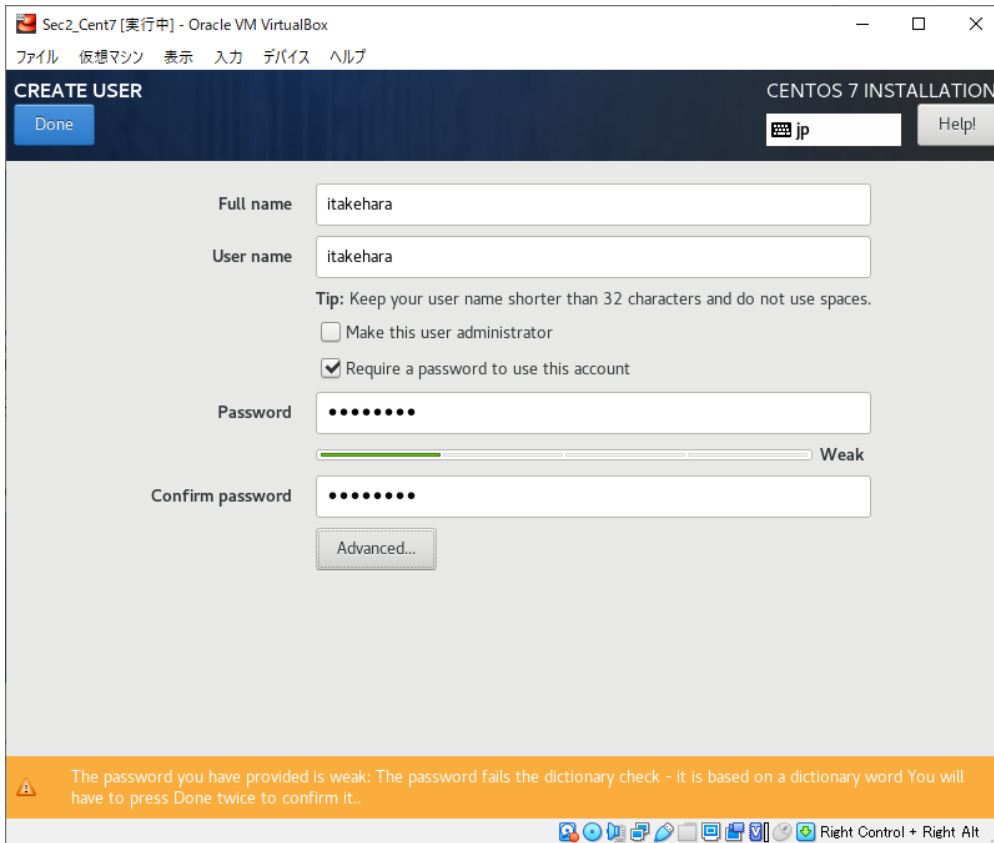 Sec2_Cent7 [実行中] - Oracle VM VirtualBox
ファイル 仮想マシン 表示 入力 デバイス ヘルプ
CREATE USER
CENTOS 7 INSTALLATION
Done
jp
Help!
Full name
itakehara
User name
itakehara
Tip: Keep your user name shorter than 32 characters and do not use spaces.
Make this user administrator
Require a password to use this account
Password
••••••••
Weak
Confirm password
••••••••
Advanced...
The password you have provided is weak: The password fails the dictionary check - it is based on a dictionary word You will
have to press Done twice to confirm it..
Right Control + Right Alt